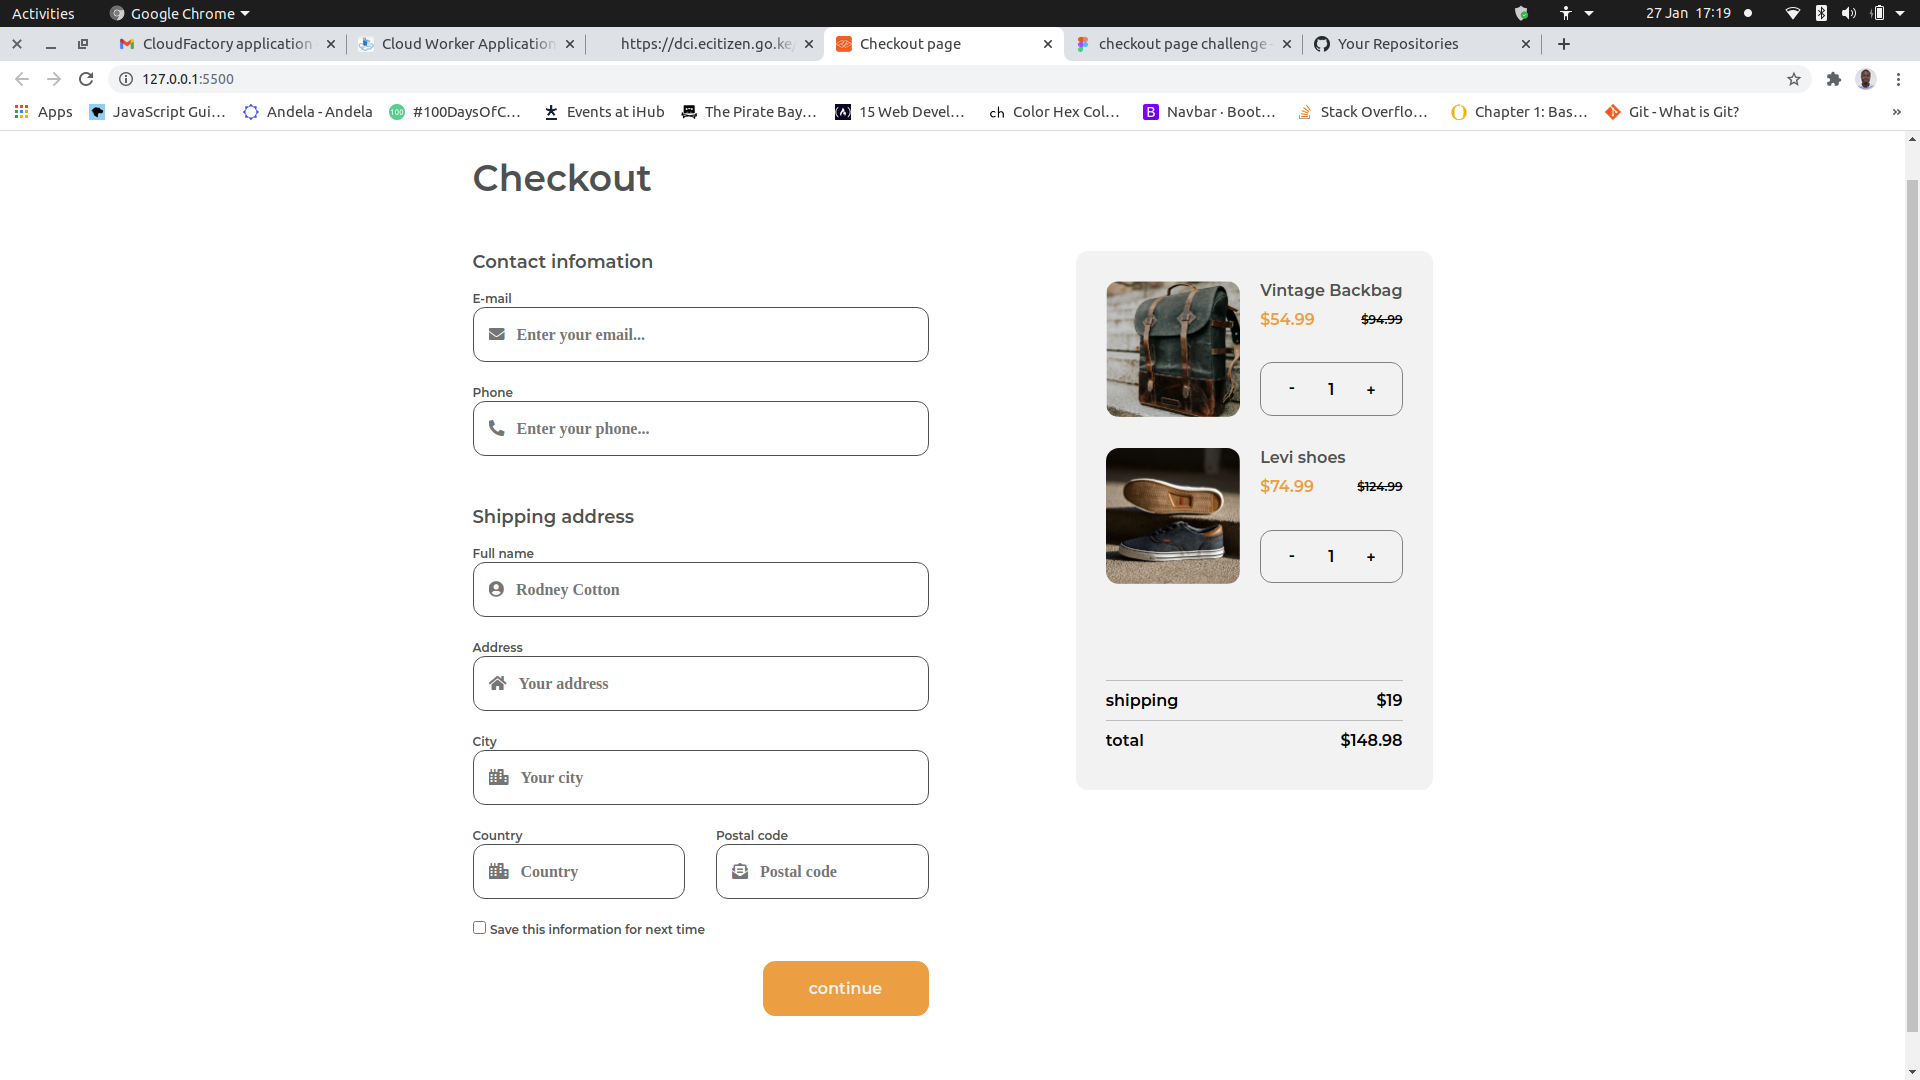 Activities Google Chrome 27 Jan 17:19
CloudFactory application Cloud Worker Application https://dci.ecitizen.go.ke/ Checkout page checkout page challenge Your Repositories
127.0.0.1:5500
Apps JavaScript Gui... Andela - Andela 100 #100DaysOfC... Events at iHub The Pirate Bay... 15 Web Devel... ch Color Hex Col... B Navbar · Boot... Stack Overflo... Chapter 1: Bas... Git - What is Git? »
Checkout
Contact infomation
E-mail
Enter your email...
Phone
Enter your phone...
Shipping address
Full name
Rodney Cotton
Address
Your address
City
Your city
Country Postal code
Country Postal code
Save this information for next time
continue
Vintage Backbag
$54.99 $94.99
- 1 +
Levi shoes
$74.99 $124.99
- 1 +
shipping $19
total $148.98